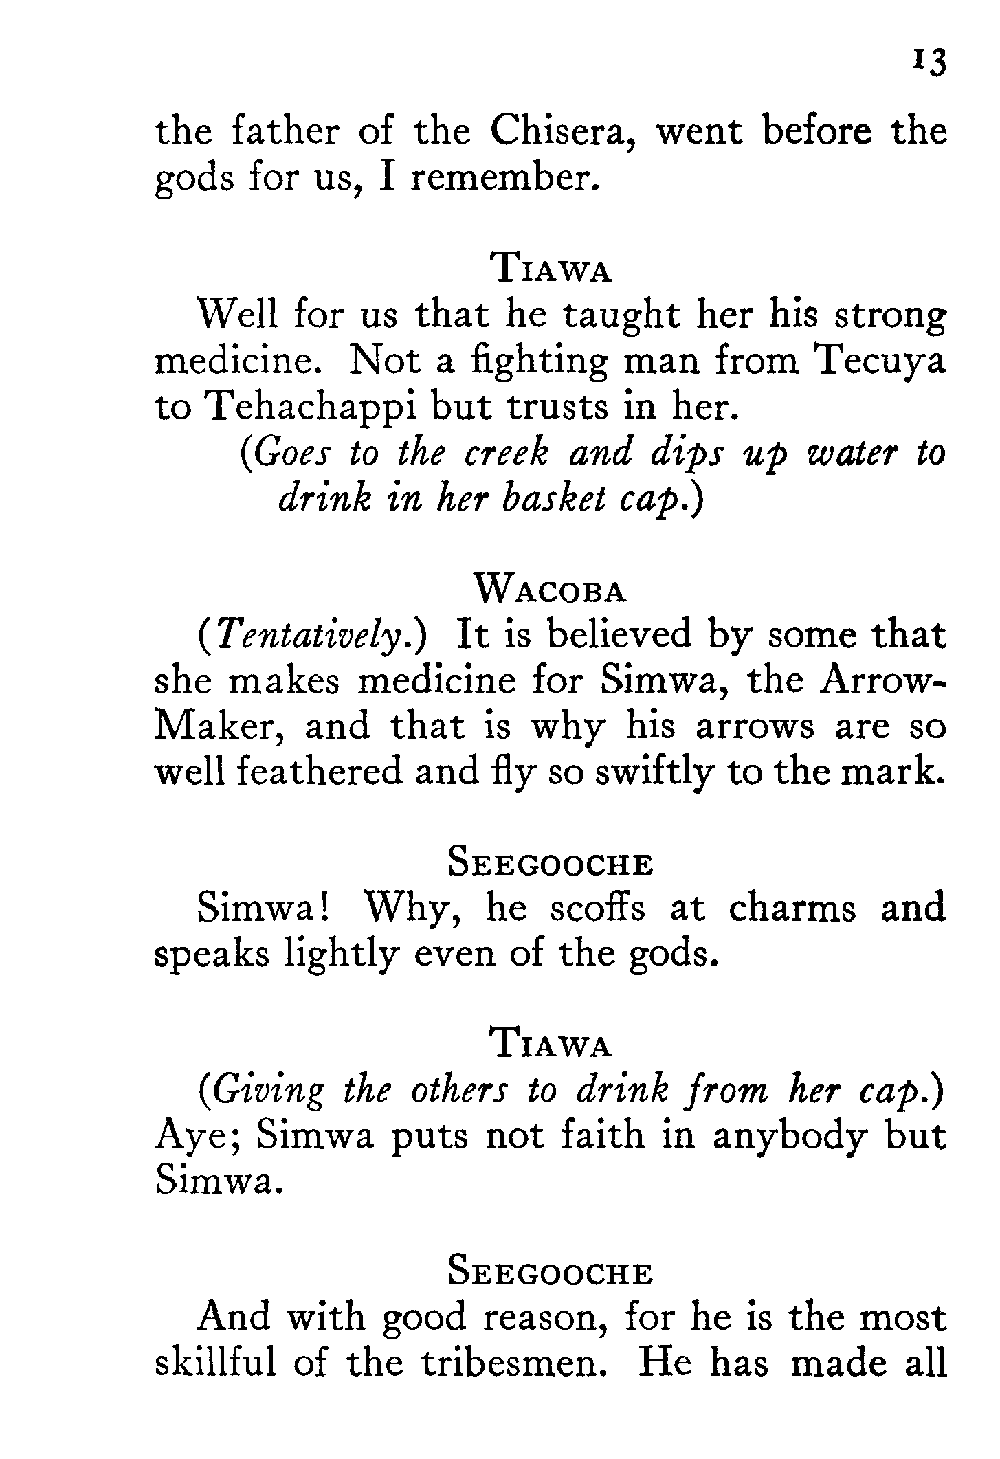 13
the father of the Chisera, went before the
gods for us, I remember.
Tiawa
Well for us that he taught her his strong
medicine. Not a fighting man from Tecuya
to Tehachappi but trusts in her.
(Goes to the creek and dips up water to
drink in her basket cap.)
Wacoba
(Tentatively.) It is believed by some that
she makes medicine for Simwa, the Arrow-
Maker, and that is why his arrows are so
well feathered and fly so swiftly to the mark.
Seegooche
Simwa! Why, he scoffs at charms and
speaks lightly even of the gods.
Tiawa
(Giving the others to drink from her cap.)
Aye; Simwa puts not faith in anybody but
Simwa.
Seegooche
And with good reason, for he is the most
skillful of the tribesmen. He has made all